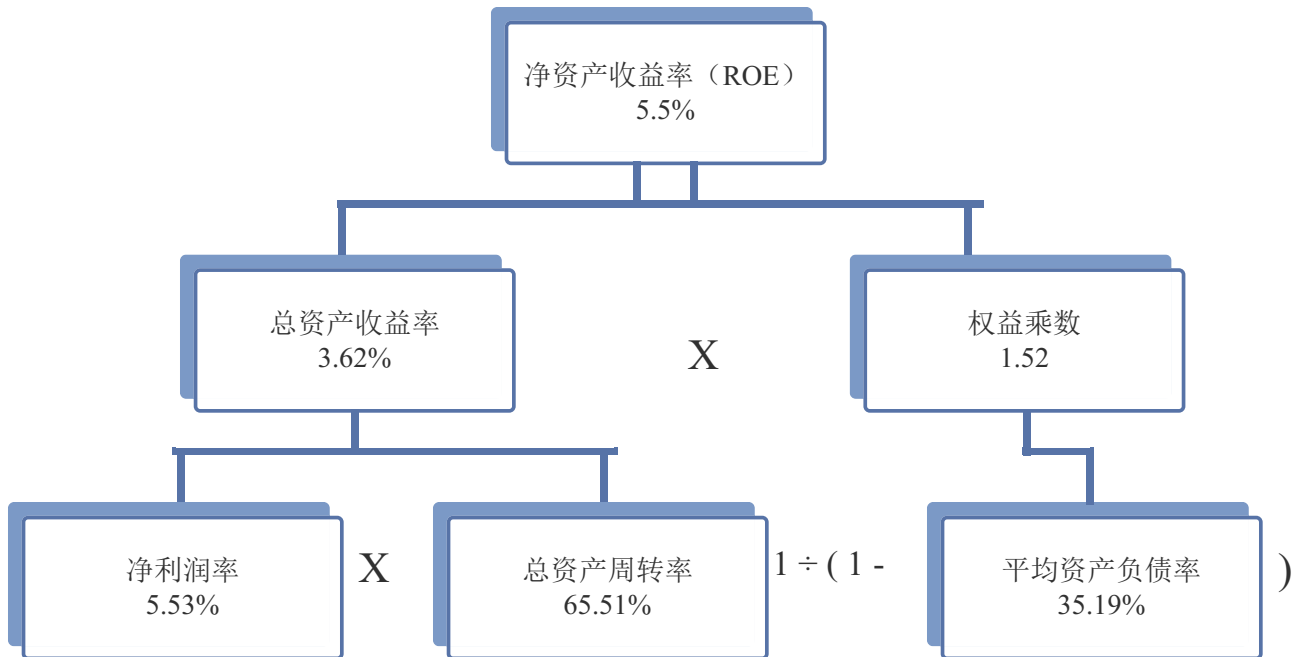 净资产收益率（ROE）
5.5%
总资产收益率
3.62%
X
权益乘数
1.52
净利润率
5.53%
X
总资产周转率
65.51%
1 ÷ ( 1 -
平均资产负债率
35.19%
)